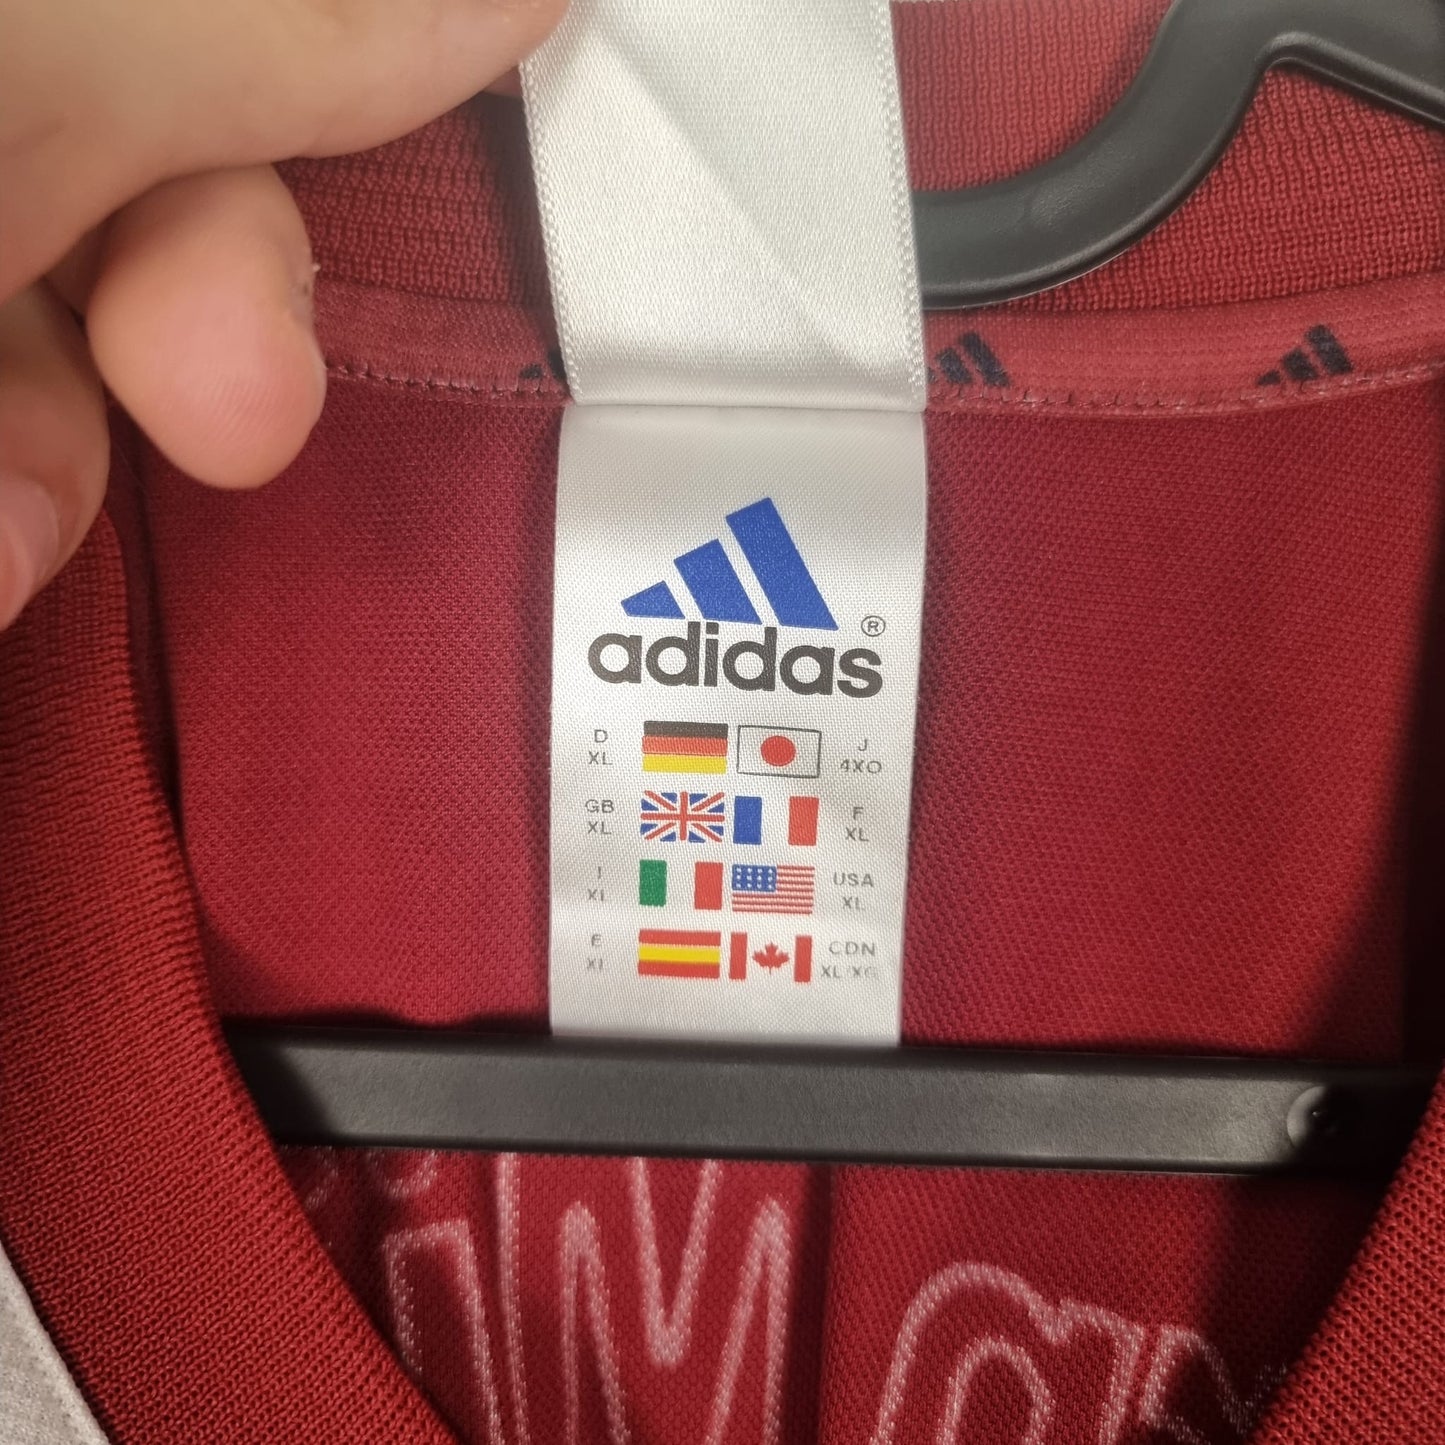 adidas®
D J
XL 4XO
GB F
XL XL
I USA
XL XL
E CDN
XL XL/XG